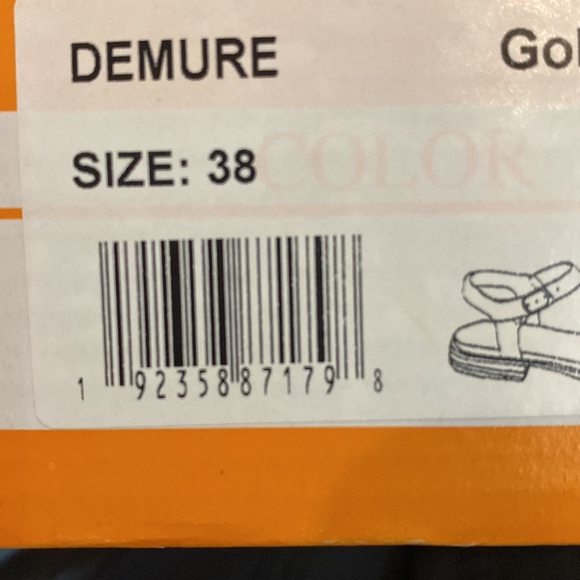 DEMURE Gol
SIZE: 38
COLOR
1 92358 87179 8